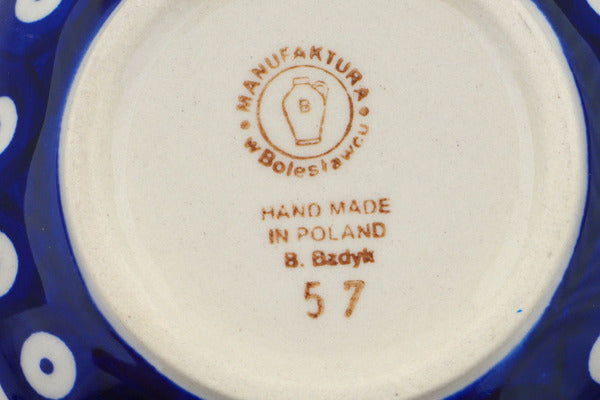 MANUFAKTURA
w Bolesławcu
B
HAND MADE
IN POLAND
B. Bzdyk
57